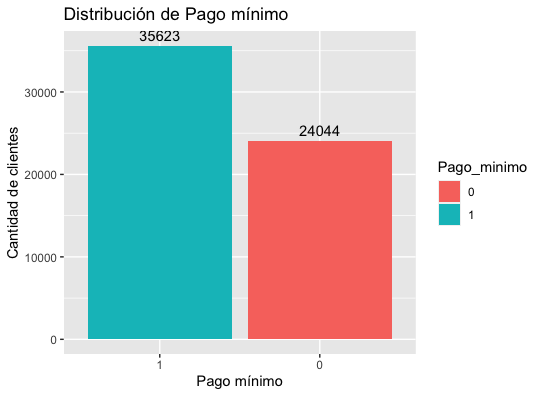 Distribución de Pago mínimo
35623
24044
30000
20000
10000
0
Cantidad de clientes
1
0
Pago mínimo
Pago_minimo
0
1